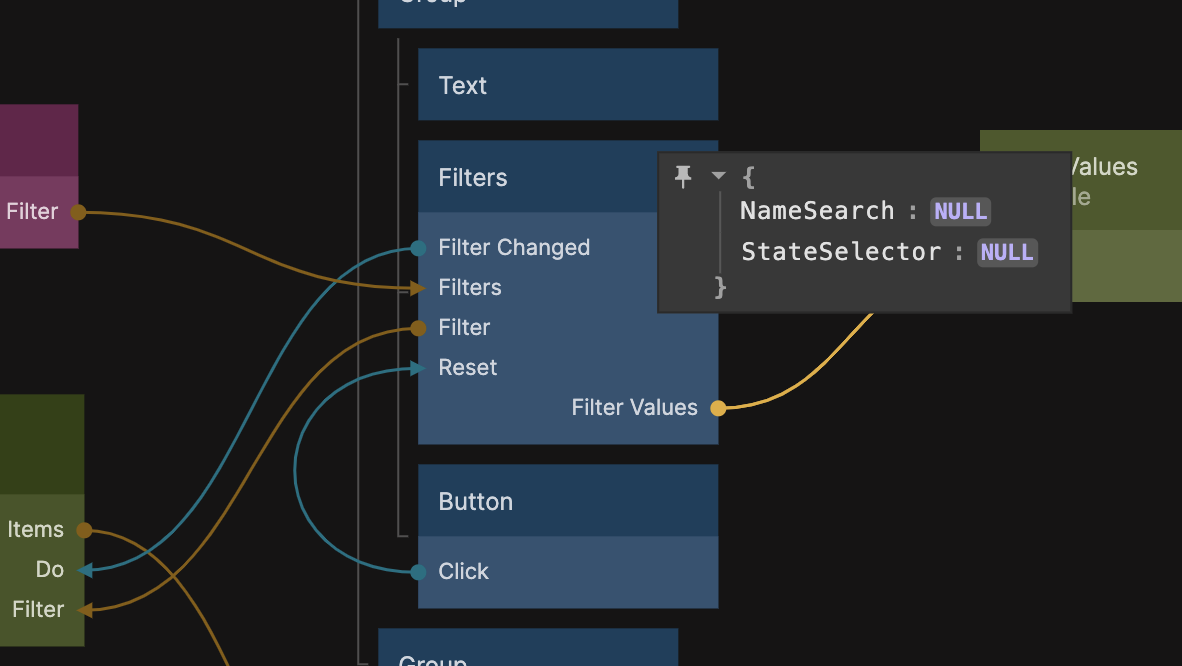 Group
Text
Filters
Filter Changed
Filters
Filter
Reset
Filter Values
Button
Click
Group
Filter
Items
Do
Filter
{
NameSearch : NULL
StateSelector : NULL
}
Values